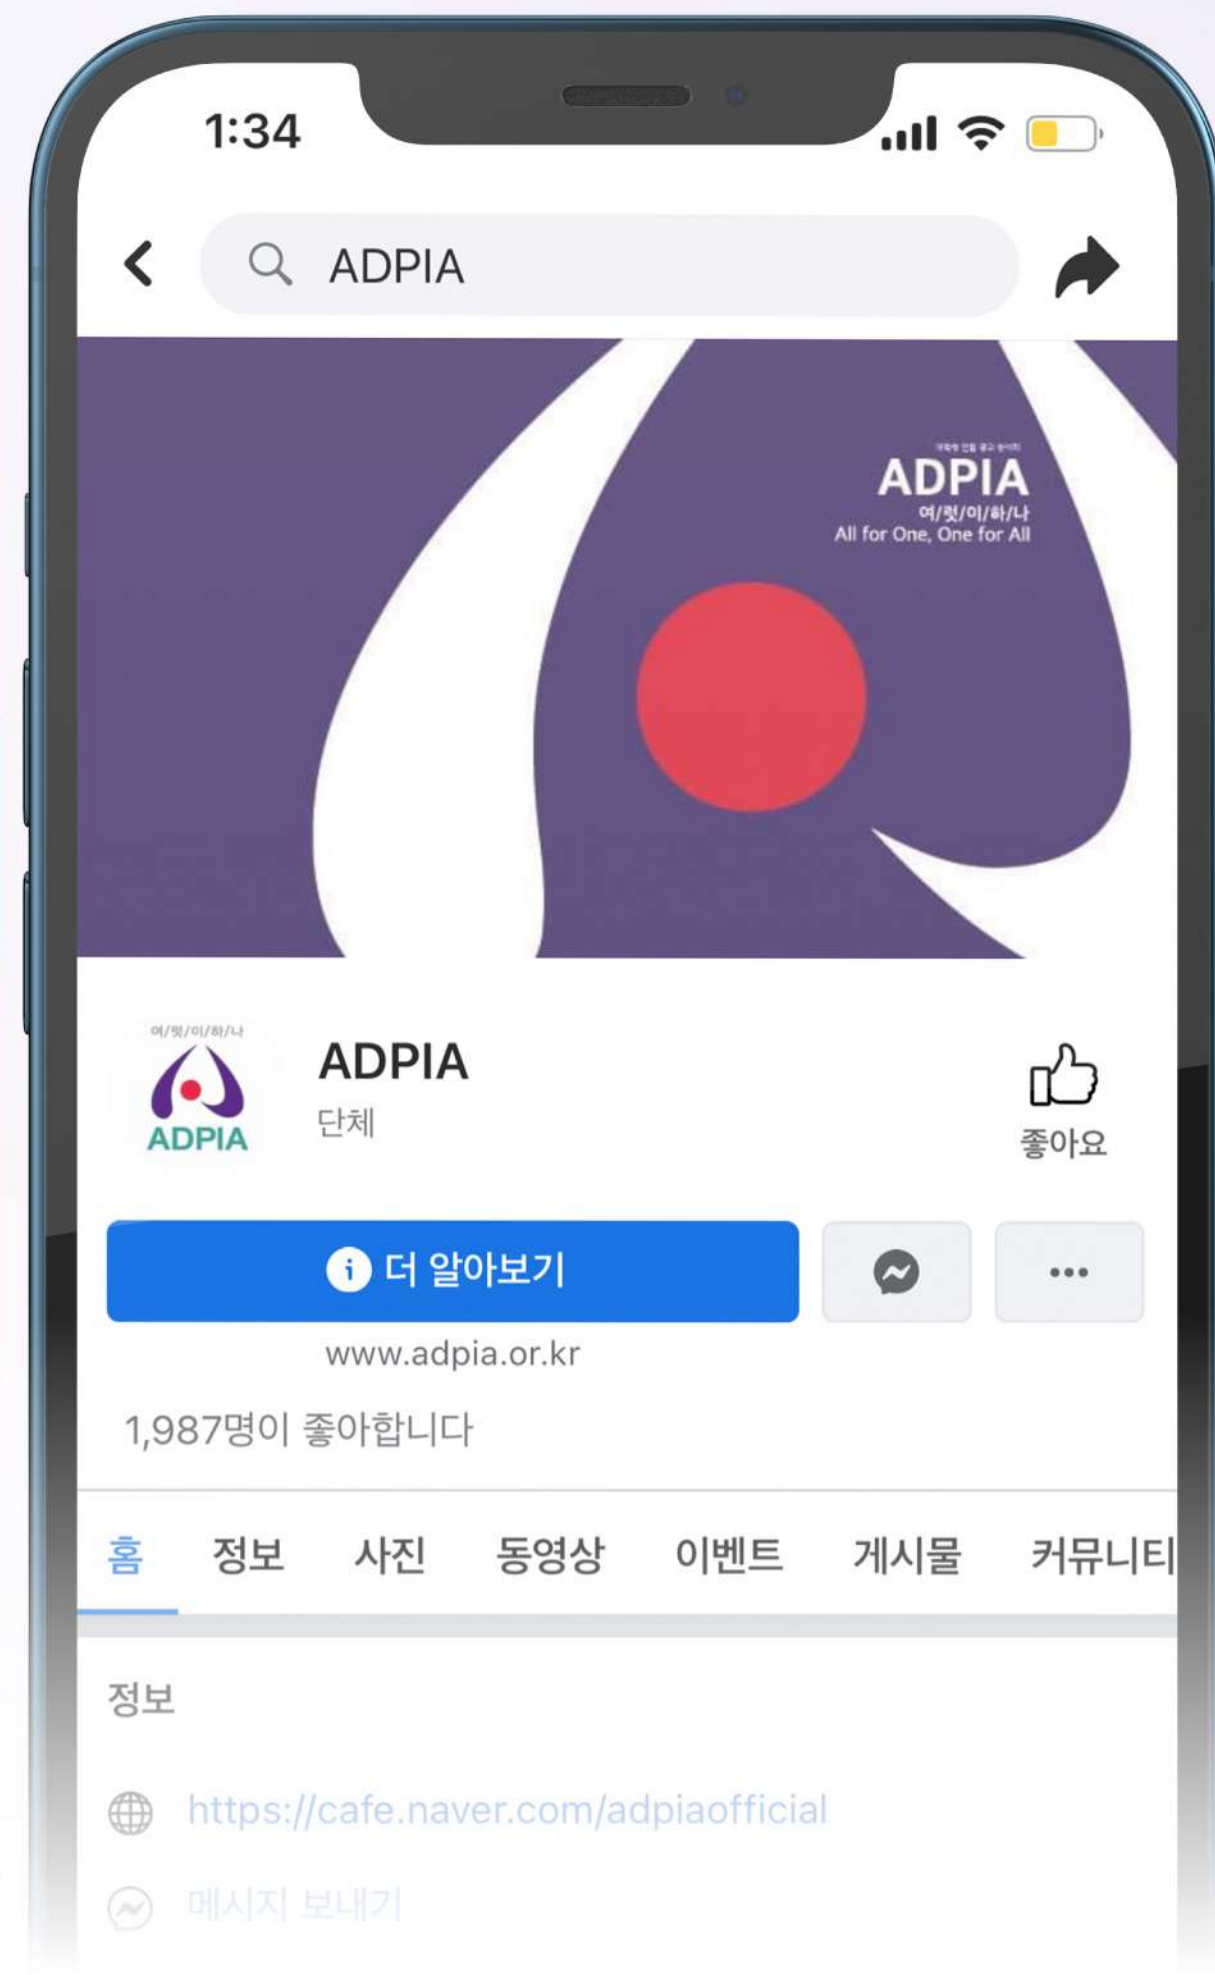 1:34
ADPIA
ADPIA
여/럿/이/하/나
All for One, One for All
여/럿/이/하/나
ADPIA
ADPIA
단체
좋아요
더 알아보기
www.adpia.or.kr
1,987명이 좋아합니다
홈 정보 사진 동영상 이벤트 게시물 커뮤니티
정보
https://cafe.naver.com/adpiaofficial
메시지 보내기